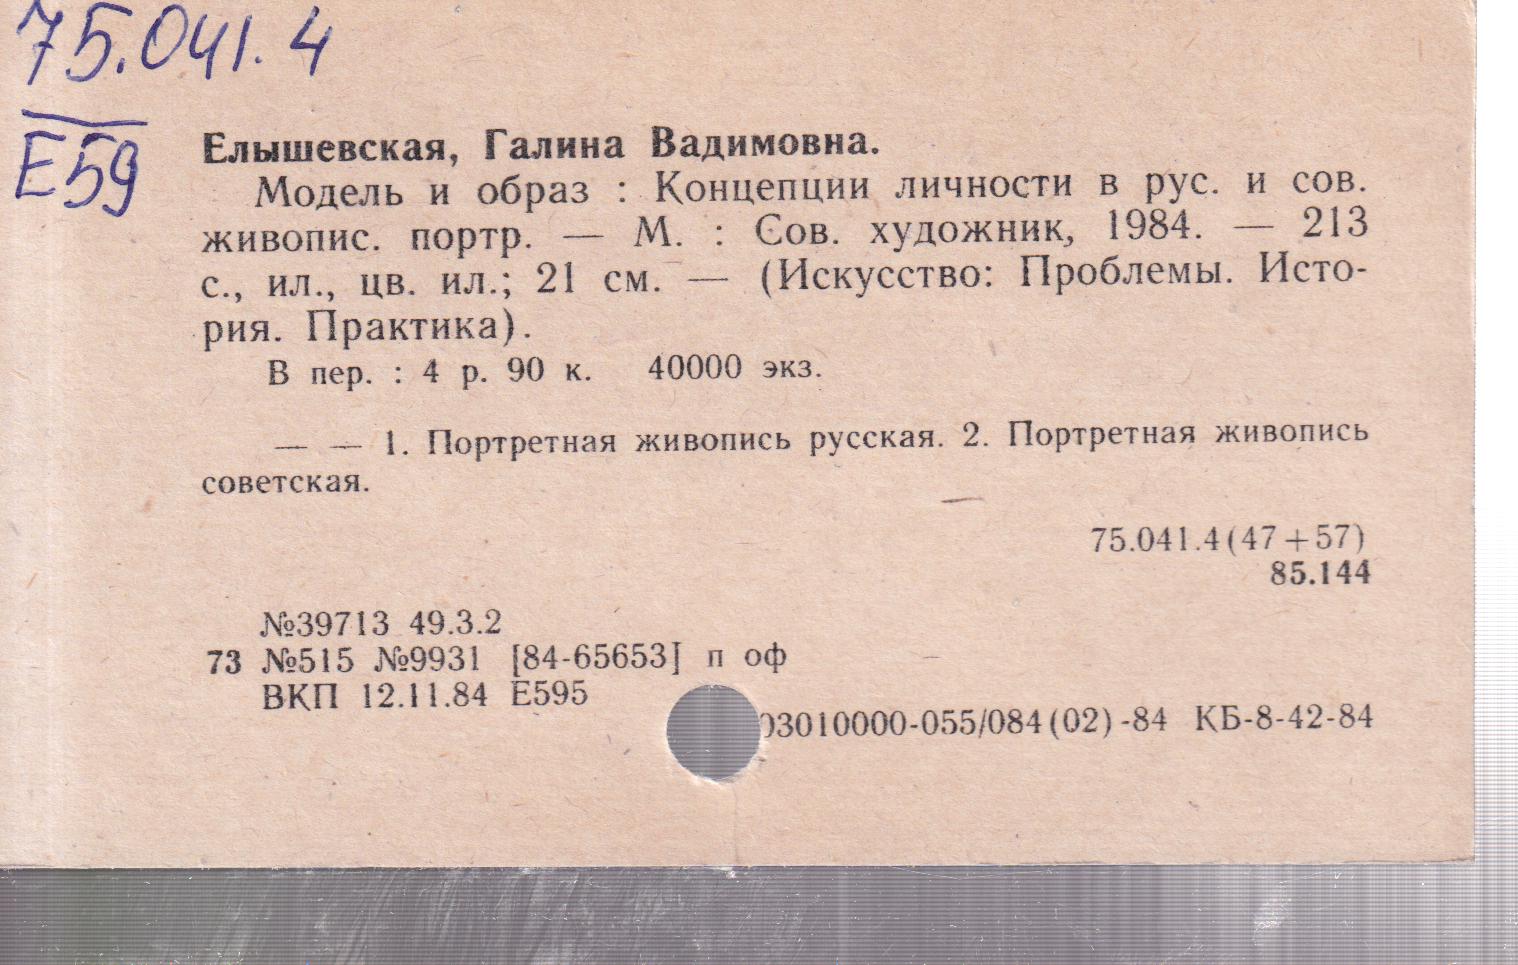 75.041.4
Е59
Елышевская, Галина Вадимовна.
Модель и образ : Концепции личности в рус. и сов.
живопис. портр. — М. : Сов. художник, 1984. — 213
с., ил., цв. ил.; 21 см. — (Искусство: Проблемы. Исто-
рия. Практика).
В пер. : 4 р. 90 к. 40000 экз.
— — 1. Портретная живопись русская. 2. Портретная живопись
советская.
75.041.4(47+57)
85.144
№39713 49.3.2
73 №515 №9931 [84-65653] п оф
ВКП 12.11.84 Е595
03010000-055/084(02)-84 КБ-8-42-84